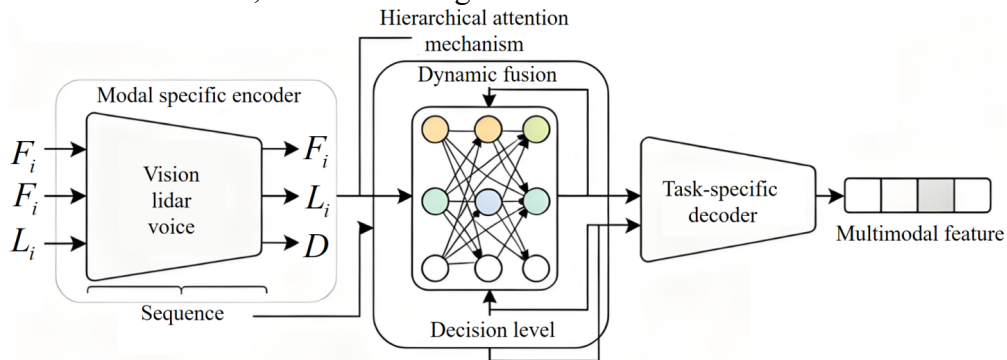 Hierarchical attention
mechanism
Modal specific encoder
Dynamic fusion
F_i
F_i
L_i
Vision
lidar
voice
F_i
L_i
D
Task-specific
decoder
Multimodal feature
Sequence
Decision level